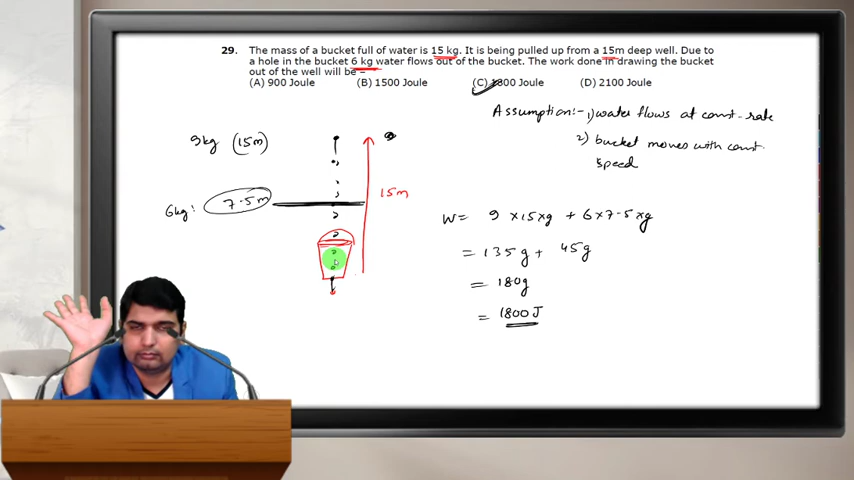 29. The mass of a bucket full of water is 15 kg. It is being pulled up from a 15m deep well. Due to
a hole in the bucket 6 kg water flows out of the bucket. The work done in drawing the bucket
out of the well will be –
(A) 900 Joule (B) 1500 Joule (C) 1800 Joule (D) 2100 Joule
Assumption:- 1) water flows at const. rate
2) bucket moves with const.
speed
9kg (15m)
6kg: 7.5m
15m
W= 9 x15xg + 6x7.5xg
= 135g + 45g
= 180g
= 1800 J